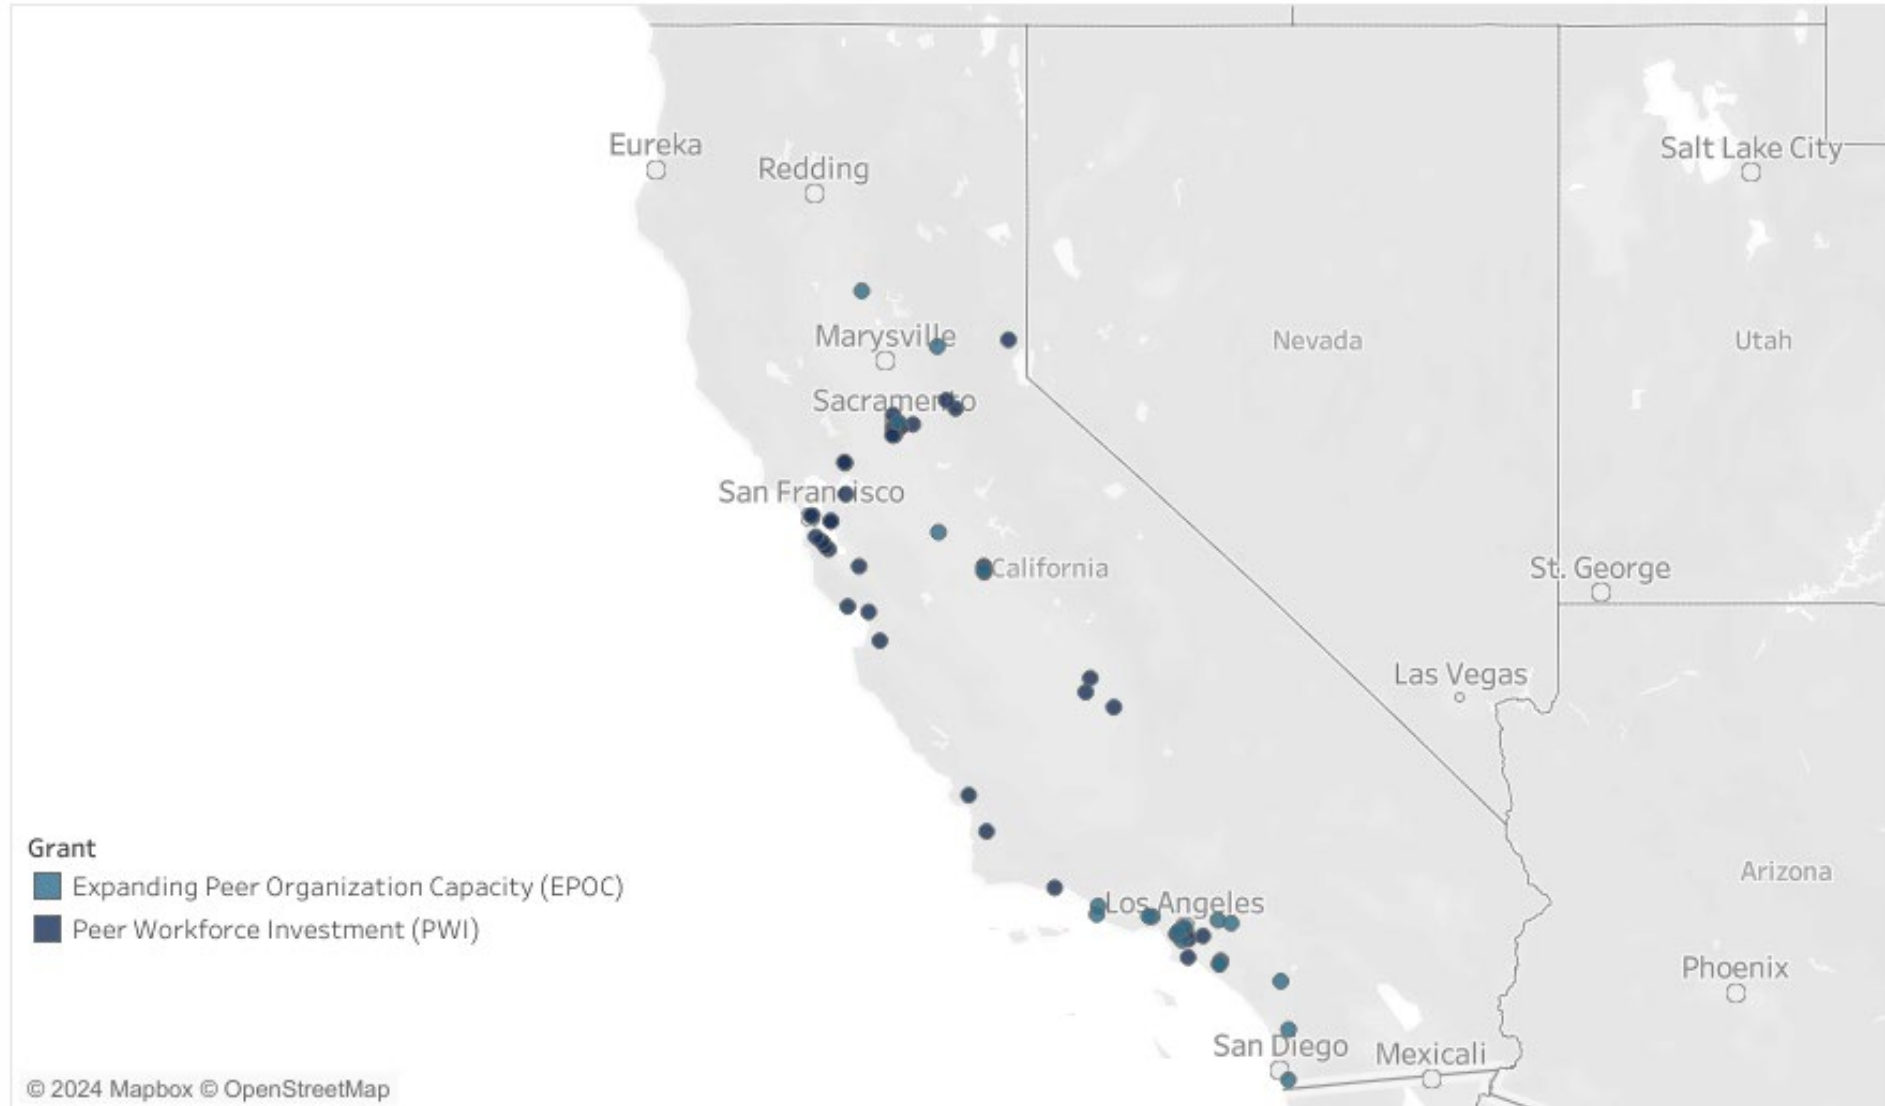 Eureka
Redding
Salt Lake City
Marysville
Nevada
Utah
Sacramento
San Francisco
California
St. George
Las Vegas
Grant
Expanding Peer Organization Capacity (EPOC)
Peer Workforce Investment (PWI)
Arizona
Los Angeles
Phoenix
San Diego
Mexicali
© 2024 Mapbox © OpenStreetMap